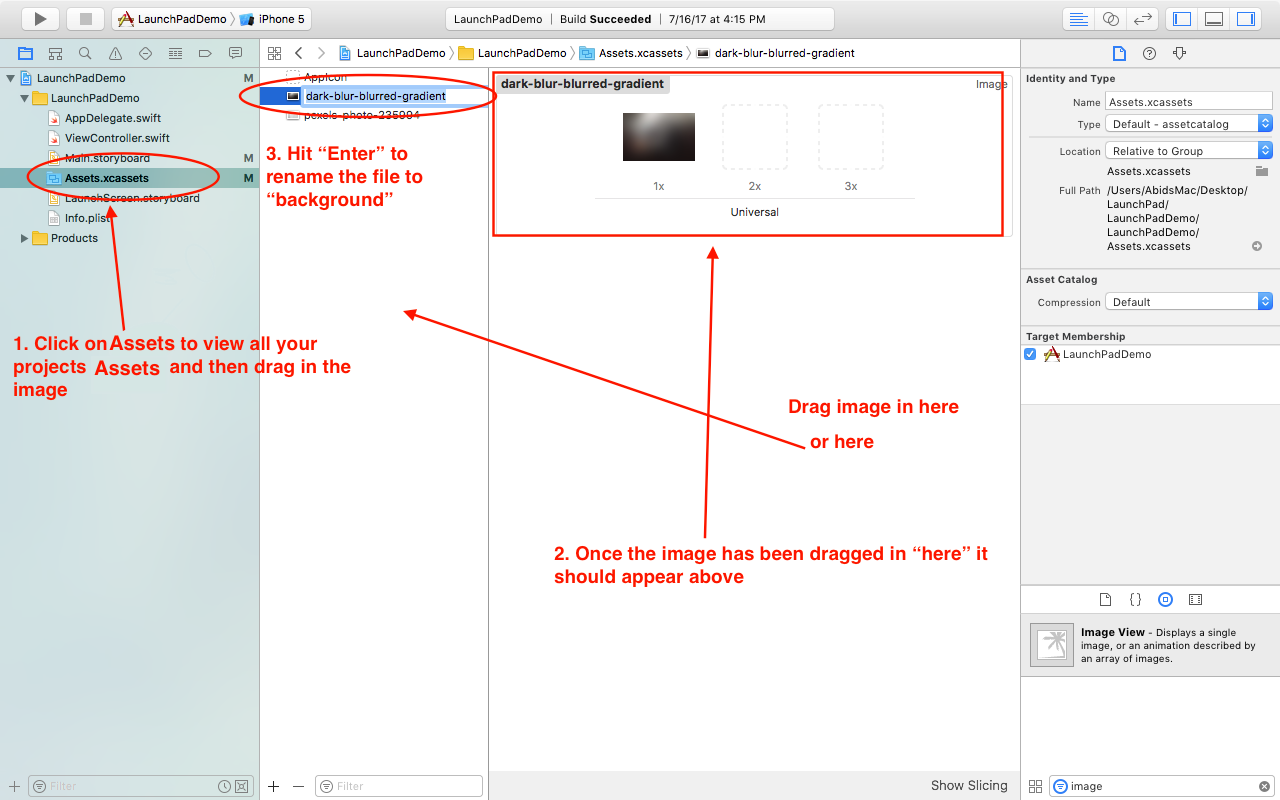 LaunchPadDemo
iPhone 5
LaunchPadDemo | Build Succeeded | 7/16/17 at 4:15 PM
LaunchPadDemo
LaunchPadDemo
Assets.xcassets
dark-blur-blurred-gradient
LaunchPadDemo M
LaunchPadDemo
AppDelegate.swift
ViewController.swift
Main.storyboard M
Assets.xcassets M
LaunchScreen.storyboard
Info.plist
Products
1. Click on Assets to view all your
projects Assets and then drag in the
image
Filter
AppIcon
dark-blur-blurred-gradient
pexels-photo-235994
3. Hit “Enter” to
rename the file to
“background”
Filter
dark-blur-blurred-gradient
Image
1x 2x 3x
Universal
Drag image in here
or here
2. Once the image has been dragged in “here” it
should appear above
Show Slicing
Identity and Type
Name Assets.xcassets
Type Default - assetcatalog
Location Relative to Group
Assets.xcassets
Full Path /Users/AbidsMac/Desktop/
LaunchPad/
LaunchPadDemo/
LaunchPadDemo/
Assets.xcassets
Asset Catalog
Compression Default
Target Membership
LaunchPadDemo
{ }
Image View - Displays a single
image, or an animation described by
an array of images.
image